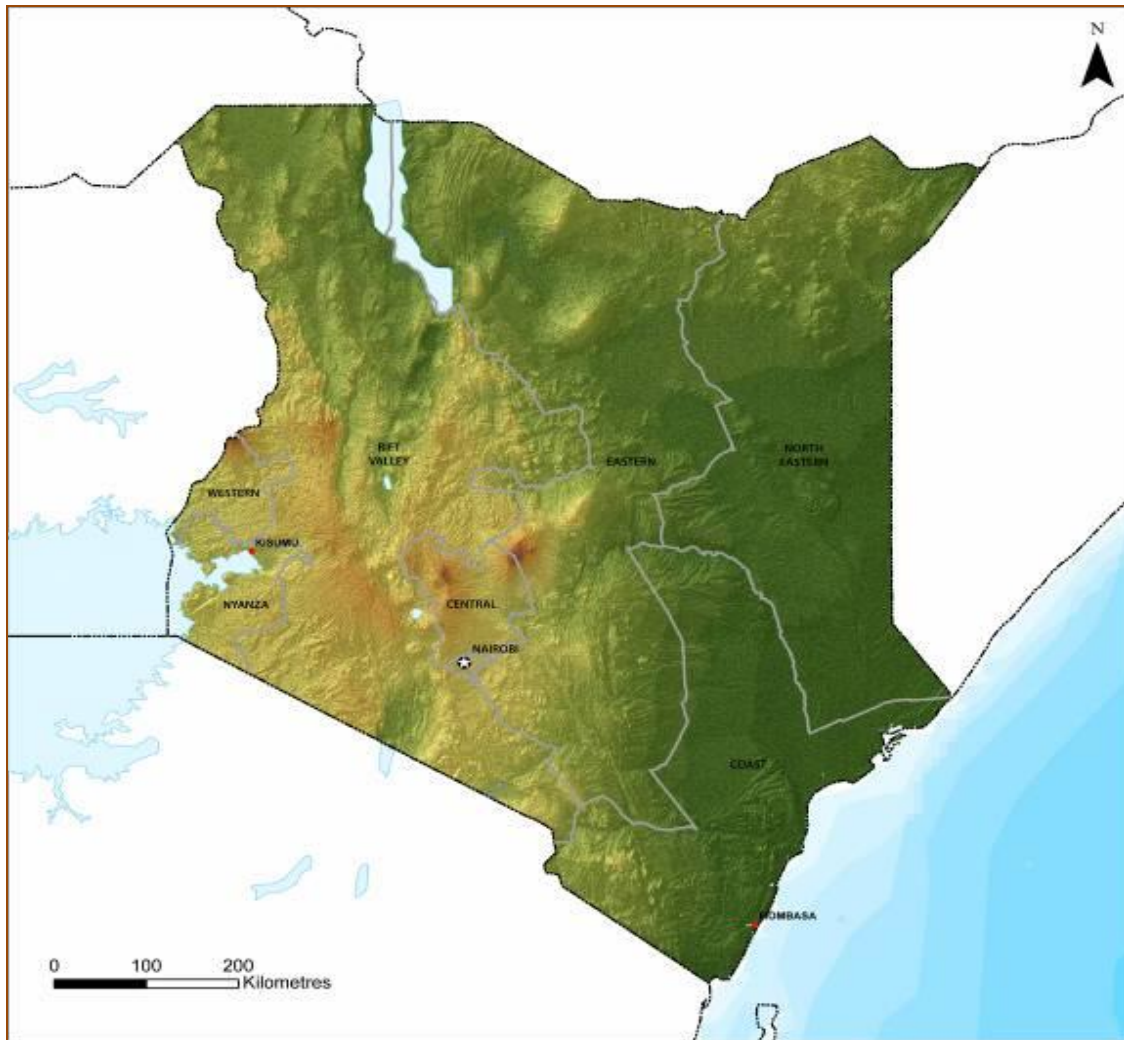 N
RIFT
VALLEY
NORTH
EASTERN
EASTERN
WESTERN
KISUMU
NYANZA
CENTRAL
NAIROBI
COAST
MOMBASA
0 100 200
Kilometres